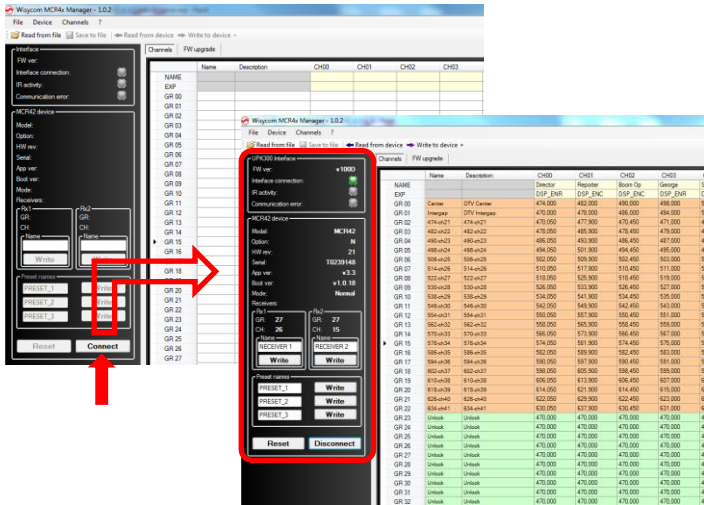 Wisycom MCR4x Manager - 1.0.2
File Device Channels ?
Read from file Save to file Read from device Write to device
Interface
FW ver:
Interface connection:
IR activity:
Communication error:
MCR42 device
Model:
Option:
HW rev:
Serial:
App ver:
Boot ver:
Mode:
Receivers:
Rx1 Rx2
GR: GR:
CH: CH:
Name Name
Write
Preset names
PRESET_1 Write
PRESET_2
PRESET_3 Write
Reset Connect
Channels FW upgrade
Name Description CH00 CH01 CH02 CH03
NAME
EXP
GR 00
GR 01
GR 02
GR 03
GR 04
GR 05
GR 06
GR 07
GR 08
GR 09
GR 10
GR 11
GR 12
GR 13
GR 14
GR 15
GR 16
GR 18
GR 20
GR 21
GR 22
GR 23
GR 24
GR 25
GR 26
GR 27
Wisycom MCR4x Manager - 1.0.2
File Device Channels ?
Read from file Save to file Read from device Write to device
UPK300 Interface
FW ver: v100D
Interface connection:
IR activity:
Communication error:
MCR42 device
Model: MCR42
Option: N
HW rev: 21
Serial: T0239148
App ver: v3.3
Boot ver: v1.0.18
Mode: Normal
Receivers:
Rx1 Rx2
GR: 27 GR: 27
CH: 26 CH: 15
Name Name
RECEIVER 1 RECEIVER 2
Write Write
Preset names
PRESET_1 Write
PRESET_2 Write
PRESET_3 Write
Reset Disconnect
Channels FW upgrade
Name Description CH00 CH01 CH02 CH03
NAME Director Reporter Boom Op George
EXP DSP_ENR DSP_ENC DSP_ENC DSP_ENR
GR 00 Center DTV Center 474.000 482.000 490.000 498.000
GR 01 Intergap DTV Intergap 470.000 478.000 486.000 494.000
GR 02 474-ch21 474-ch21 470.050 477.900 470.450 471.000
GR 03 482-ch22 482-ch22 478.050 485.900 478.450 479.000
GR 04 490-ch23 490-ch23 486.050 493.900 486.450 487.000
GR 05 498-ch24 498-ch24 494.050 501.900 494.450 495.000
GR 06 506-ch25 506-ch25 502.050 509.900 502.450 503.000
GR 07 514-ch26 514-ch26 510.050 517.900 510.450 511.000
GR 08 522-ch27 522-ch27 518.050 525.900 518.450 519.000
GR 09 530-ch28 530-ch28 526.050 533.900 526.450 527.000
GR 10 538-ch29 538-ch29 534.050 541.900 534.450 535.000
GR 11 546-ch30 546-ch30 542.050 549.900 542.450 543.000
GR 12 554-ch31 554-ch31 550.050 557.900 550.450 551.000
GR 13 562-ch32 562-ch32 558.050 565.900 558.450 559.000
GR 14 570-ch33 570-ch33 566.050 573.900 566.450 567.000
GR 15 578-ch34 578-ch34 574.050 581.900 574.450 575.000
GR 16 586-ch35 586-ch35 582.050 589.900 582.450 583.000
GR 17 594-ch36 594-ch36 590.050 597.900 590.450 591.000
GR 18 602-ch37 602-ch37 598.050 605.900 598.450 599.000
GR 19 610-ch38 610-ch38 606.050 613.900 606.450 607.000
GR 20 618-ch39 618-ch39 614.050 621.900 614.450 615.000
GR 21 626-ch40 626-ch40 622.050 629.900 622.450 623.000
GR 22 634-ch41 634-ch41 630.050 637.900 630.450 631.000
GR 23 Unlock Unlock 470.000 470.000 470.000 470.000
GR 24 Unlock Unlock 470.000 470.000 470.000 470.000
GR 25 Unlock Unlock 470.000 470.000 470.000 470.000
GR 26 Unlock Unlock 470.000 470.000 470.000 470.000
GR 27 Unlock Unlock 470.000 470.000 470.000 470.000
GR 28 Unlock Unlock 470.000 470.000 470.000 470.000
GR 29 Unlock Unlock 470.000 470.000 470.000 470.000
GR 30 Unlock Unlock 470.000 470.000 470.000 470.000
GR 31 Unlock Unlock 470.000 470.000 470.000 470.000
GR 32 Unlock Unlock 470.000 470.000 470.000 470.000